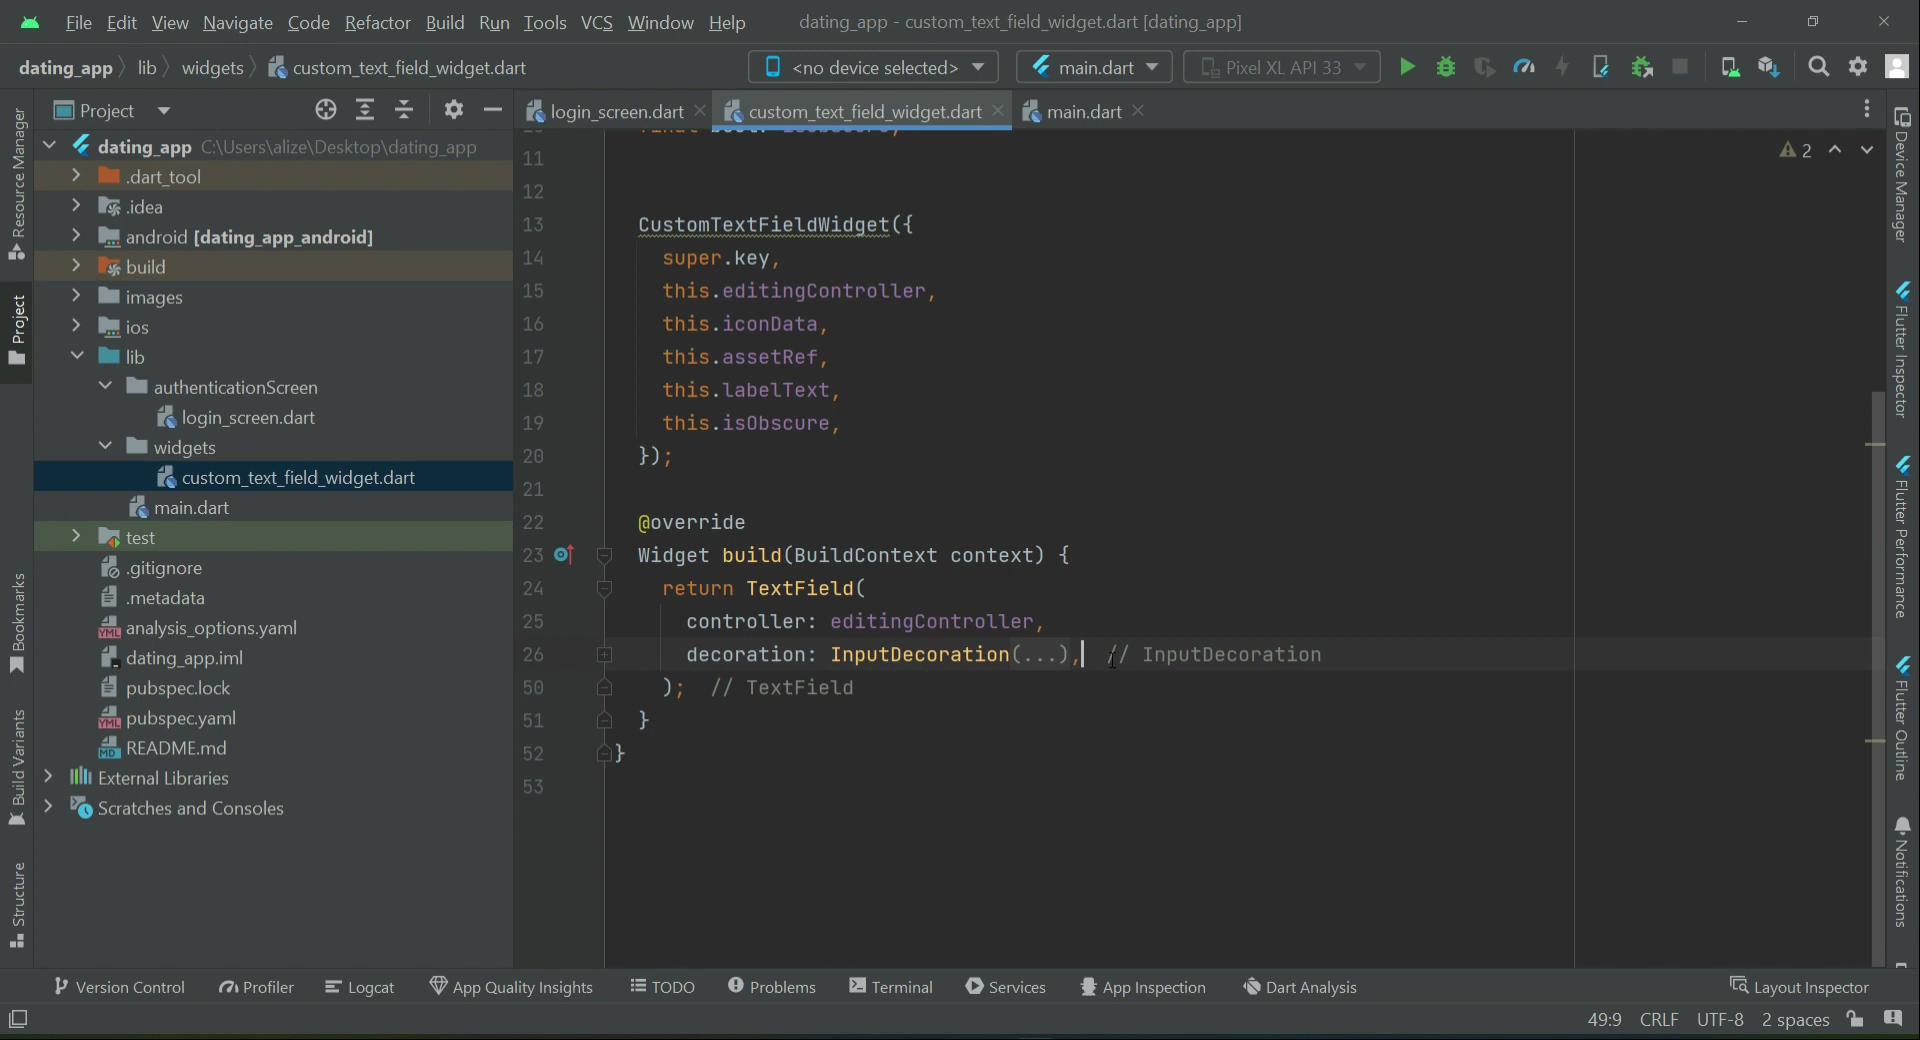 File Edit View Navigate Code Refactor Build Run Tools VCS Window Help dating_app - custom_text_field_widget.dart [dating_app]
dating_app lib widgets custom_text_field_widget.dart <no device selected> main.dart Pixel XL API 33
Project
login_screen.dart custom_text_field_widget.dart main.dart
Resource Manager
Project
Bookmarks
Build Variants
Structure
dating_app C:\Users\alize\Desktop\dating_app
.dart_tool
.idea
android [dating_app_android]
build
images
ios
lib
authenticationScreen
login_screen.dart
widgets
custom_text_field_widget.dart
main.dart
test
.gitignore
.metadata
analysis_options.yaml
dating_app.iml
pubspec.lock
pubspec.yaml
README.md
External Libraries
Scratches and Consoles
2
11
12
13 CustomTextFieldWidget({
14 super.key,
15 this.editingController,
16 this.iconData,
17 this.assetRef,
18 this.labelText,
19 this.isObscure,
20 });
21
22 @override
23 Widget build(BuildContext context) {
24 return TextField(
25 controller: editingController,
26 decoration: InputDecoration(...), // InputDecoration
50 ); // TextField
51 }
52 }
53
Device Manager
Flutter Inspector
Flutter Performance
Flutter Outline
Notifications
Version Control Profiler Logcat App Quality Insights TODO Problems Terminal Services App Inspection Dart Analysis Layout Inspector
49:9 CRLF UTF-8 2 spaces